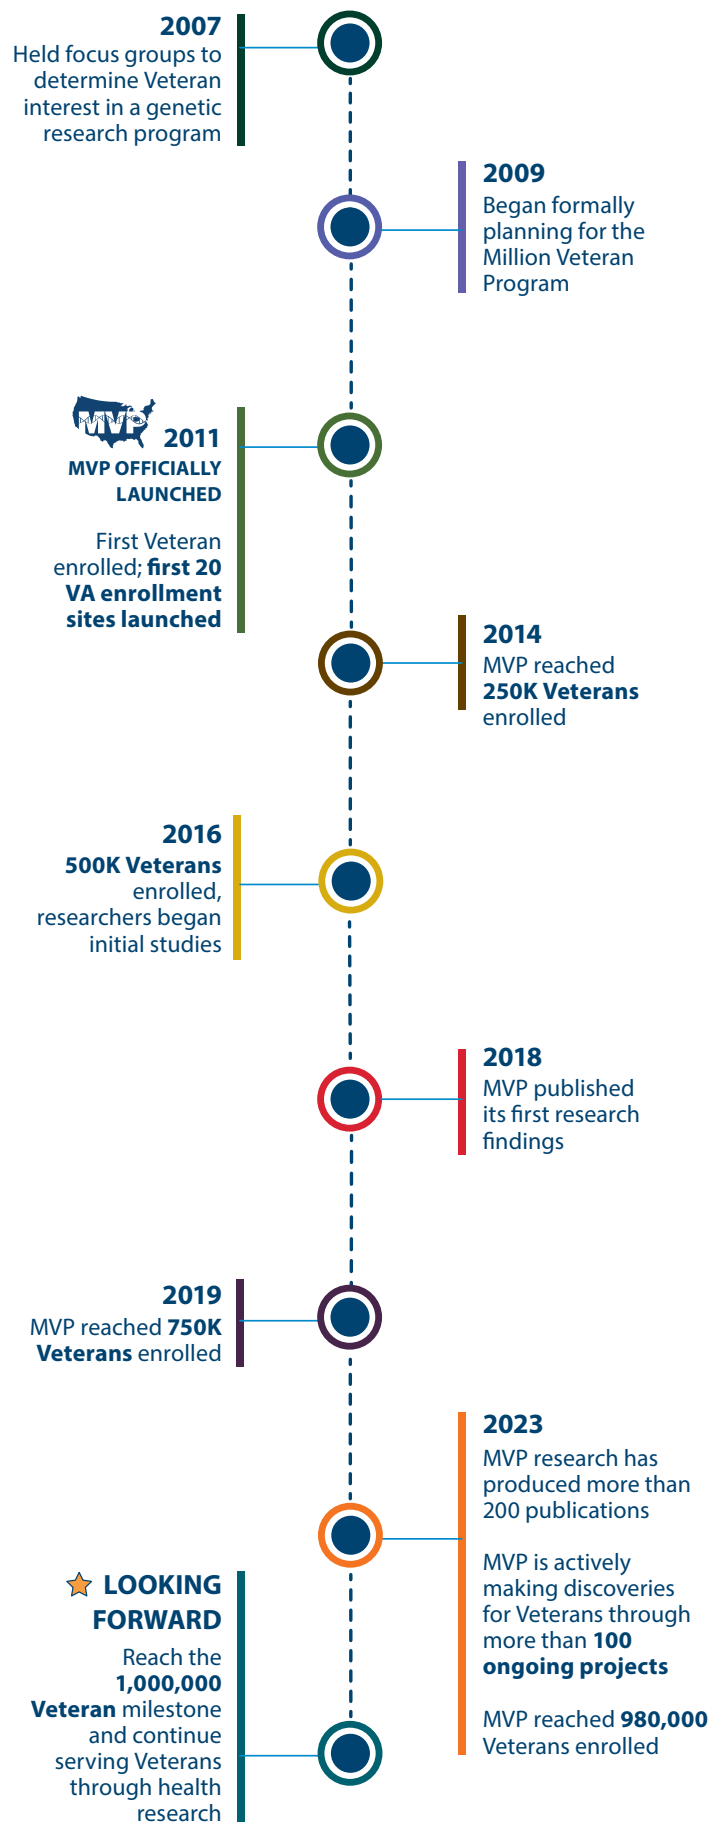 2007
Held focus groups to
determine Veteran
interest in a genetic
research program
2009
Began formally
planning for the
Million Veteran
Program
MVP
2011
MVP OFFICIALLY
LAUNCHED
First Veteran
enrolled; first 20
VA enrollment
sites launched
2014
MVP reached
250K Veterans
enrolled
2016
500K Veterans
enrolled,
researchers began
initial studies
2018
MVP published
its first research
findings
2019
MVP reached 750K
Veterans enrolled
2023
MVP research has
produced more than
200 publications
MVP is actively
making discoveries
for Veterans through
more than 100
ongoing projects
MVP reached 980,000
Veterans enrolled
LOOKING
FORWARD
Reach the
1,000,000
Veteran milestone
and continue
serving Veterans
through health
research